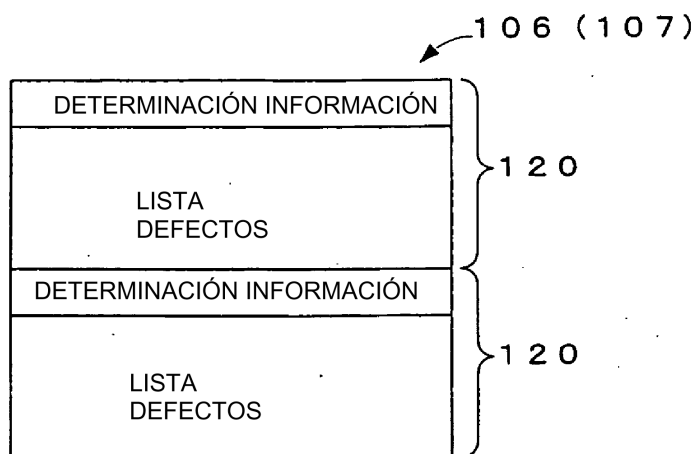 106 (107)
DETERMINACIÓN INFORMACIÓN
120
LISTA
DEFECTOS
DETERMINACIÓN INFORMACIÓN
120
LISTA
DEFECTOS